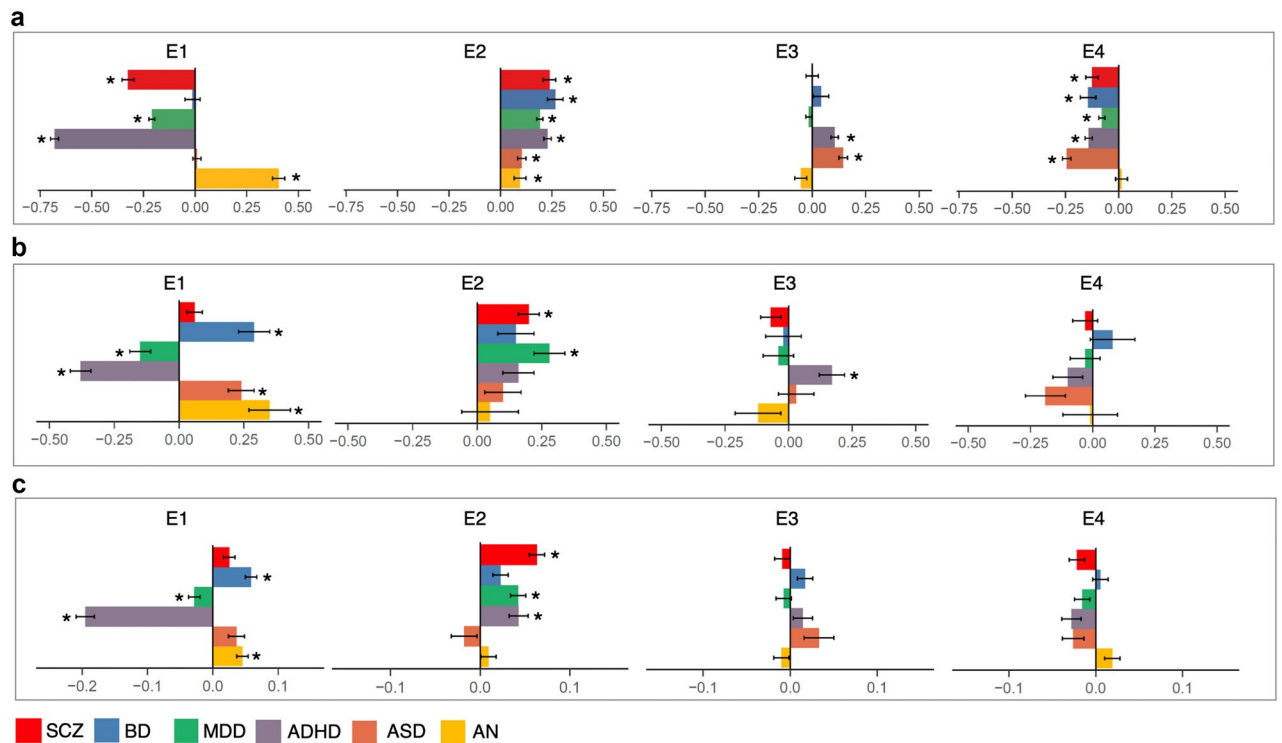 a
E1 E2 E3 E4
* * * * * * * * * * * * * * * * *
−0.75 −0.50 −0.25 0.00 0.25 0.50 −0.75 −0.50 −0.25 0.00 0.25 0.50 −0.75 −0.50 −0.25 0.00 0.25 0.50 −0.75 −0.50 −0.25 0.00 0.25 0.50
b
E1 E2 E3 E4
* * * * * * * *
−0.50 −0.25 0.00 0.25 0.50 −0.50 −0.25 0.00 0.25 0.50 −0.50 −0.25 0.00 0.25 0.50 −0.50 −0.25 0.00 0.25 0.50
c
E1 E2 E3 E4
* * * * * * *
−0.2 −0.1 0.0 0.1 −0.1 0.0 0.1 −0.1 0.0 0.1 −0.1 0.0 0.1
SCZ BD MDD ADHD ASD AN